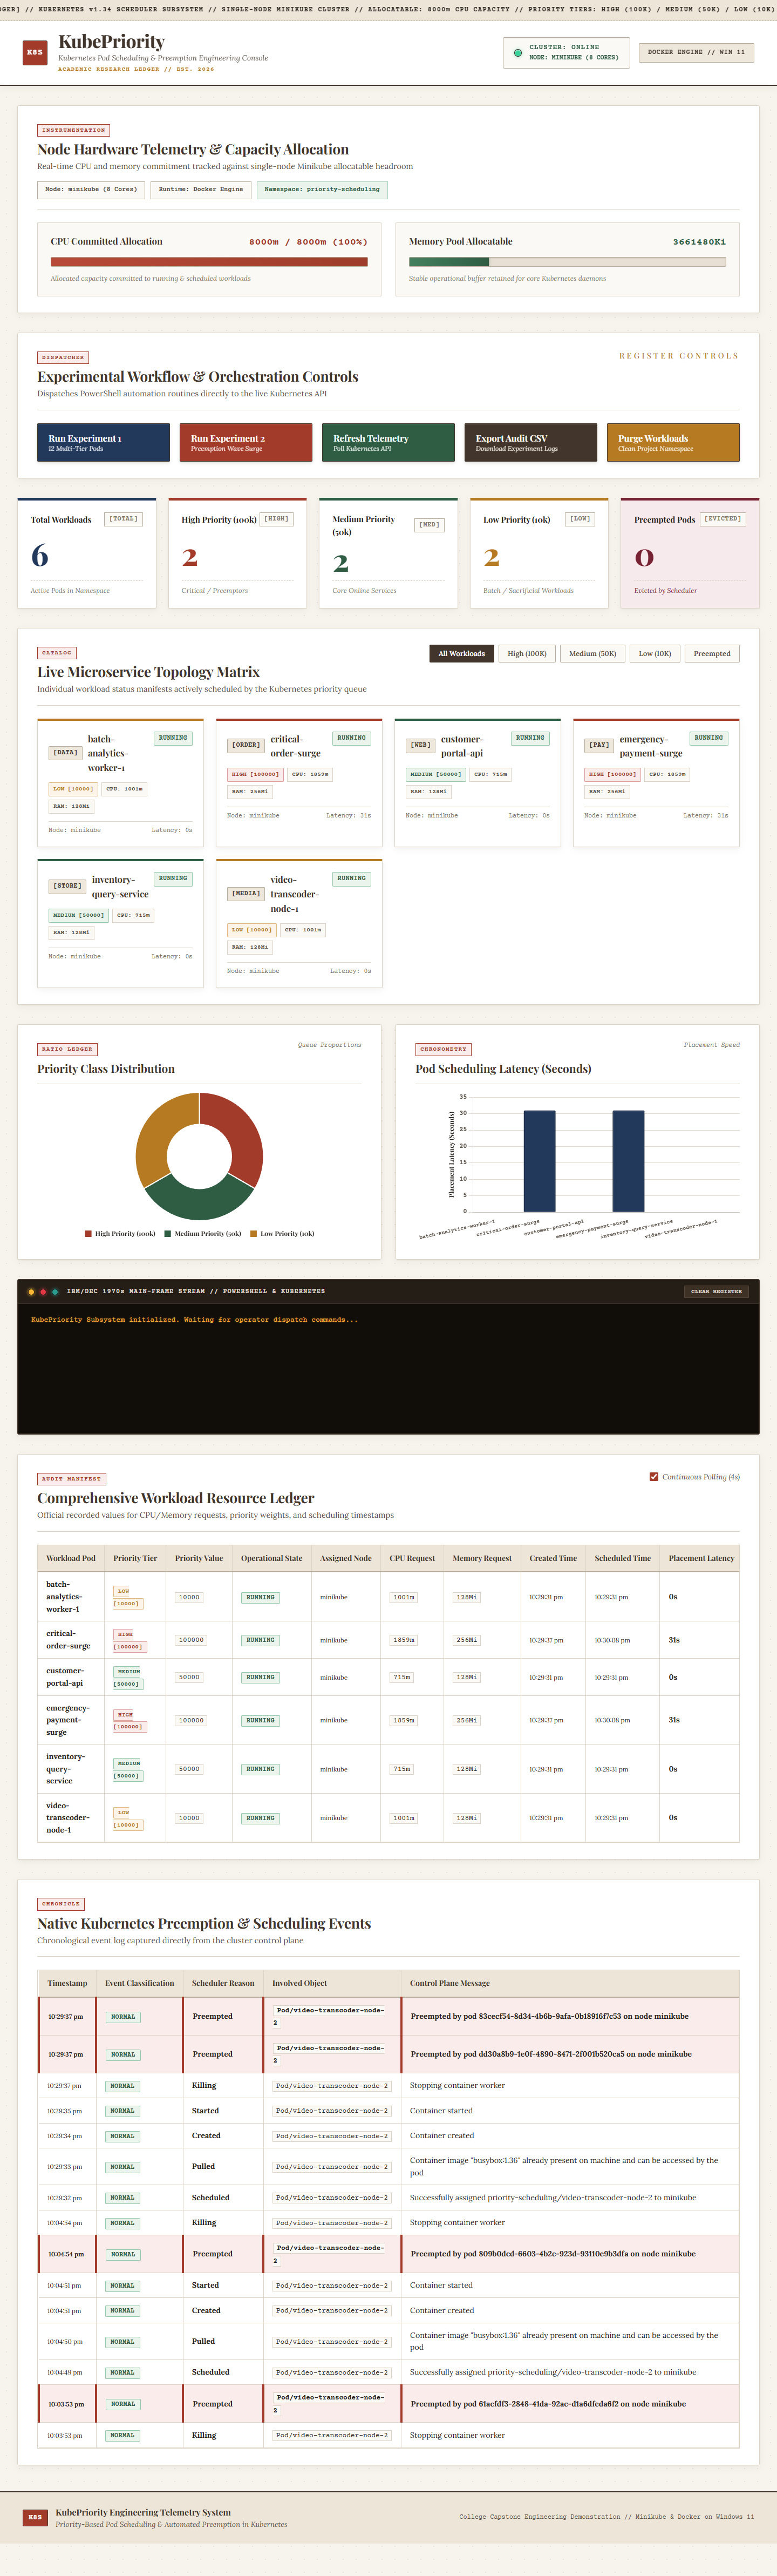 GER] // KUBERNETES v1.34 SCHEDULER SUBSYSTEM // SINGLE-NODE MINIKUBE CLUSTER // ALLOCATABLE: 8000m CPU CAPACITY // PRIORITY TIERS: HIGH (100K) / MEDIUM (50K) / LOW (10K)
K8S
KubePriority
Kubernetes Pod Scheduling & Preemption Engineering Console
ACADEMIC RESEARCH LEDGER // EST. 2026
CLUSTER: ONLINE
NODE: MINIKUBE (8 CORES)
DOCKER ENGINE // WIN 11
INSTRUMENTATION
Node Hardware Telemetry & Capacity Allocation
Real-time CPU and memory commitment tracked against single-node Minikube allocatable headroom
Node: minikube (8 Cores)
Runtime: Docker Engine
Namespace: priority-scheduling
CPU Committed Allocation
8000m / 8000m (100%)
Allocated capacity committed to running & scheduled workloads
Memory Pool Allocatable
3661480Ki
Stable operational buffer retained for core Kubernetes daemons
DISPATCHER
REGISTER CONTROLS
Experimental Workflow & Orchestration Controls
Dispatches PowerShell automation routines directly to the live Kubernetes API
Run Experiment 1
12 Multi-Tier Pods
Run Experiment 2
Preemption Wave Surge
Refresh Telemetry
Poll Kubernetes API
Export Audit CSV
Download Experiment Logs
Purge Workloads
Clean Project Namespace
Total Workloads
[TOTAL]
6
Active Pods in Namespace
High Priority (100k)
[HIGH]
2
Critical / Preemptors
Medium Priority
(50k)
[MED]
2
Core Online Services
Low Priority (10k)
[LOW]
2
Batch / Sacrificial Workloads
Preempted Pods
[EVICTED]
0
Evicted by Scheduler
CATALOG
Live Microservice Topology Matrix
Individual workload status manifests actively scheduled by the Kubernetes priority queue
All Workloads
High (100K)
Medium (50K)
Low (10K)
Preempted
[DATA]
batch-
analytics-
worker-1
RUNNING
LOW [10000]
CPU: 1001m
RAM: 128Mi
Node: minikube
Latency: 0s
[ORDER]
critical-
order-surge
RUNNING
HIGH [100000]
CPU: 1859m
RAM: 256Mi
Node: minikube
Latency: 31s
[WEB]
customer-
portal-api
RUNNING
MEDIUM [50000]
CPU: 715m
RAM: 128Mi
Node: minikube
Latency: 0s
[PAY]
emergency-
payment-surge
RUNNING
HIGH [100000]
CPU: 1859m
RAM: 256Mi
Node: minikube
Latency: 31s
[STORE]
inventory-
query-service
RUNNING
MEDIUM [50000]
CPU: 715m
RAM: 128Mi
Node: minikube
Latency: 0s
[MEDIA]
video-
transcoder-
node-1
RUNNING
LOW [10000]
CPU: 1001m
RAM: 128Mi
Node: minikube
Latency: 0s
RATIO LEDGER
Queue Proportions
Priority Class Distribution
High Priority (100k)
Medium Priority (50k)
Low Priority (10k)
CHRONOMETRY
Placement Speed
Pod Scheduling Latency (Seconds)
Placement Latency (Seconds)
35
30
25
20
15
10
5
0
batch-analytics-worker-1
critical-order-surge
customer-portal-api
emergency-payment-surge
inventory-query-service
video-transcoder-node-1
IBM/DEC 1970s MAIN-FRAME STREAM // POWERSHELL & KUBERNETES
CLEAR REGISTER
KubePriority Subsystem initialized. Waiting for operator dispatch commands...
AUDIT MANIFEST
Continuous Polling (4s)
Comprehensive Workload Resource Ledger
Official recorded values for CPU/Memory requests, priority weights, and scheduling timestamps
Workload Pod Priority Tier Priority Value Operational State Assigned Node CPU Request Memory Request Created Time Scheduled Time Placement Latency
batch-
analytics-
worker-1
LOW
[10000]
10000 RUNNING minikube 1001m 128Mi 10:29:31 pm 10:29:31 pm 0s
critical-
order-surge
HIGH
[100000]
100000 RUNNING minikube 1859m 256Mi 10:29:37 pm 10:30:08 pm 31s
customer-
portal-api
MEDIUM
[50000]
50000 RUNNING minikube 715m 128Mi 10:29:31 pm 10:29:31 pm 0s
emergency-
payment-
surge
HIGH
[100000]
100000 RUNNING minikube 1859m 256Mi 10:29:37 pm 10:30:08 pm 31s
inventory-
query-
service
MEDIUM
[50000]
50000 RUNNING minikube 715m 128Mi 10:29:31 pm 10:29:31 pm 0s
video-
transcoder-
node-1
LOW
[10000]
10000 RUNNING minikube 1001m 128Mi 10:29:31 pm 10:29:31 pm 0s
CHRONICLE
Native Kubernetes Preemption & Scheduling Events
Chronological event log captured directly from the cluster control plane
Timestamp Event Classification Scheduler Reason Involved Object Control Plane Message
10:29:37 pm NORMAL Preempted Pod/video-transcoder-node-
2
Preempted by pod 83cecf54-8d34-4b6b-9afa-0b18916f7c53 on node minikube
10:29:37 pm NORMAL Preempted Pod/video-transcoder-node-
2
Preempted by pod dd30a8b9-1e0f-4890-8471-2f001b520ca5 on node minikube
10:29:37 pm NORMAL Killing Pod/video-transcoder-node-2 Stopping container worker
10:29:35 pm NORMAL Started Pod/video-transcoder-node-2 Container started
10:29:34 pm NORMAL Created Pod/video-transcoder-node-2 Container created
10:29:33 pm NORMAL Pulled Pod/video-transcoder-node-2 Container image "busybox:1.36" already present on machine and can be accessed by the
pod
10:29:32 pm NORMAL Scheduled Pod/video-transcoder-node-2 Successfully assigned priority-scheduling/video-transcoder-node-2 to minikube
10:04:54 pm NORMAL Killing Pod/video-transcoder-node-2 Stopping container worker
10:04:54 pm NORMAL Preempted Pod/video-transcoder-node-
2
Preempted by pod 809b0dcd-6603-4b2c-923d-93110e9b3dfa on node minikube
10:04:51 pm NORMAL Started Pod/video-transcoder-node-2 Container started
10:04:51 pm NORMAL Created Pod/video-transcoder-node-2 Container created
10:04:50 pm NORMAL Pulled Pod/video-transcoder-node-2 Container image "busybox:1.36" already present on machine and can be accessed by the
pod
10:04:49 pm NORMAL Scheduled Pod/video-transcoder-node-2 Successfully assigned priority-scheduling/video-transcoder-node-2 to minikube
10:03:53 pm NORMAL Preempted Pod/video-transcoder-node-
2
Preempted by pod 61acfdf3-2848-41da-92ac-d1a6dfeda6f2 on node minikube
10:03:53 pm NORMAL Killing Pod/video-transcoder-node-2 Stopping container worker
K8S
KubePriority Engineering Telemetry System
Priority-Based Pod Scheduling & Automated Preemption in Kubernetes
College Capstone Engineering Demonstration // Minikube & Docker on Windows 11